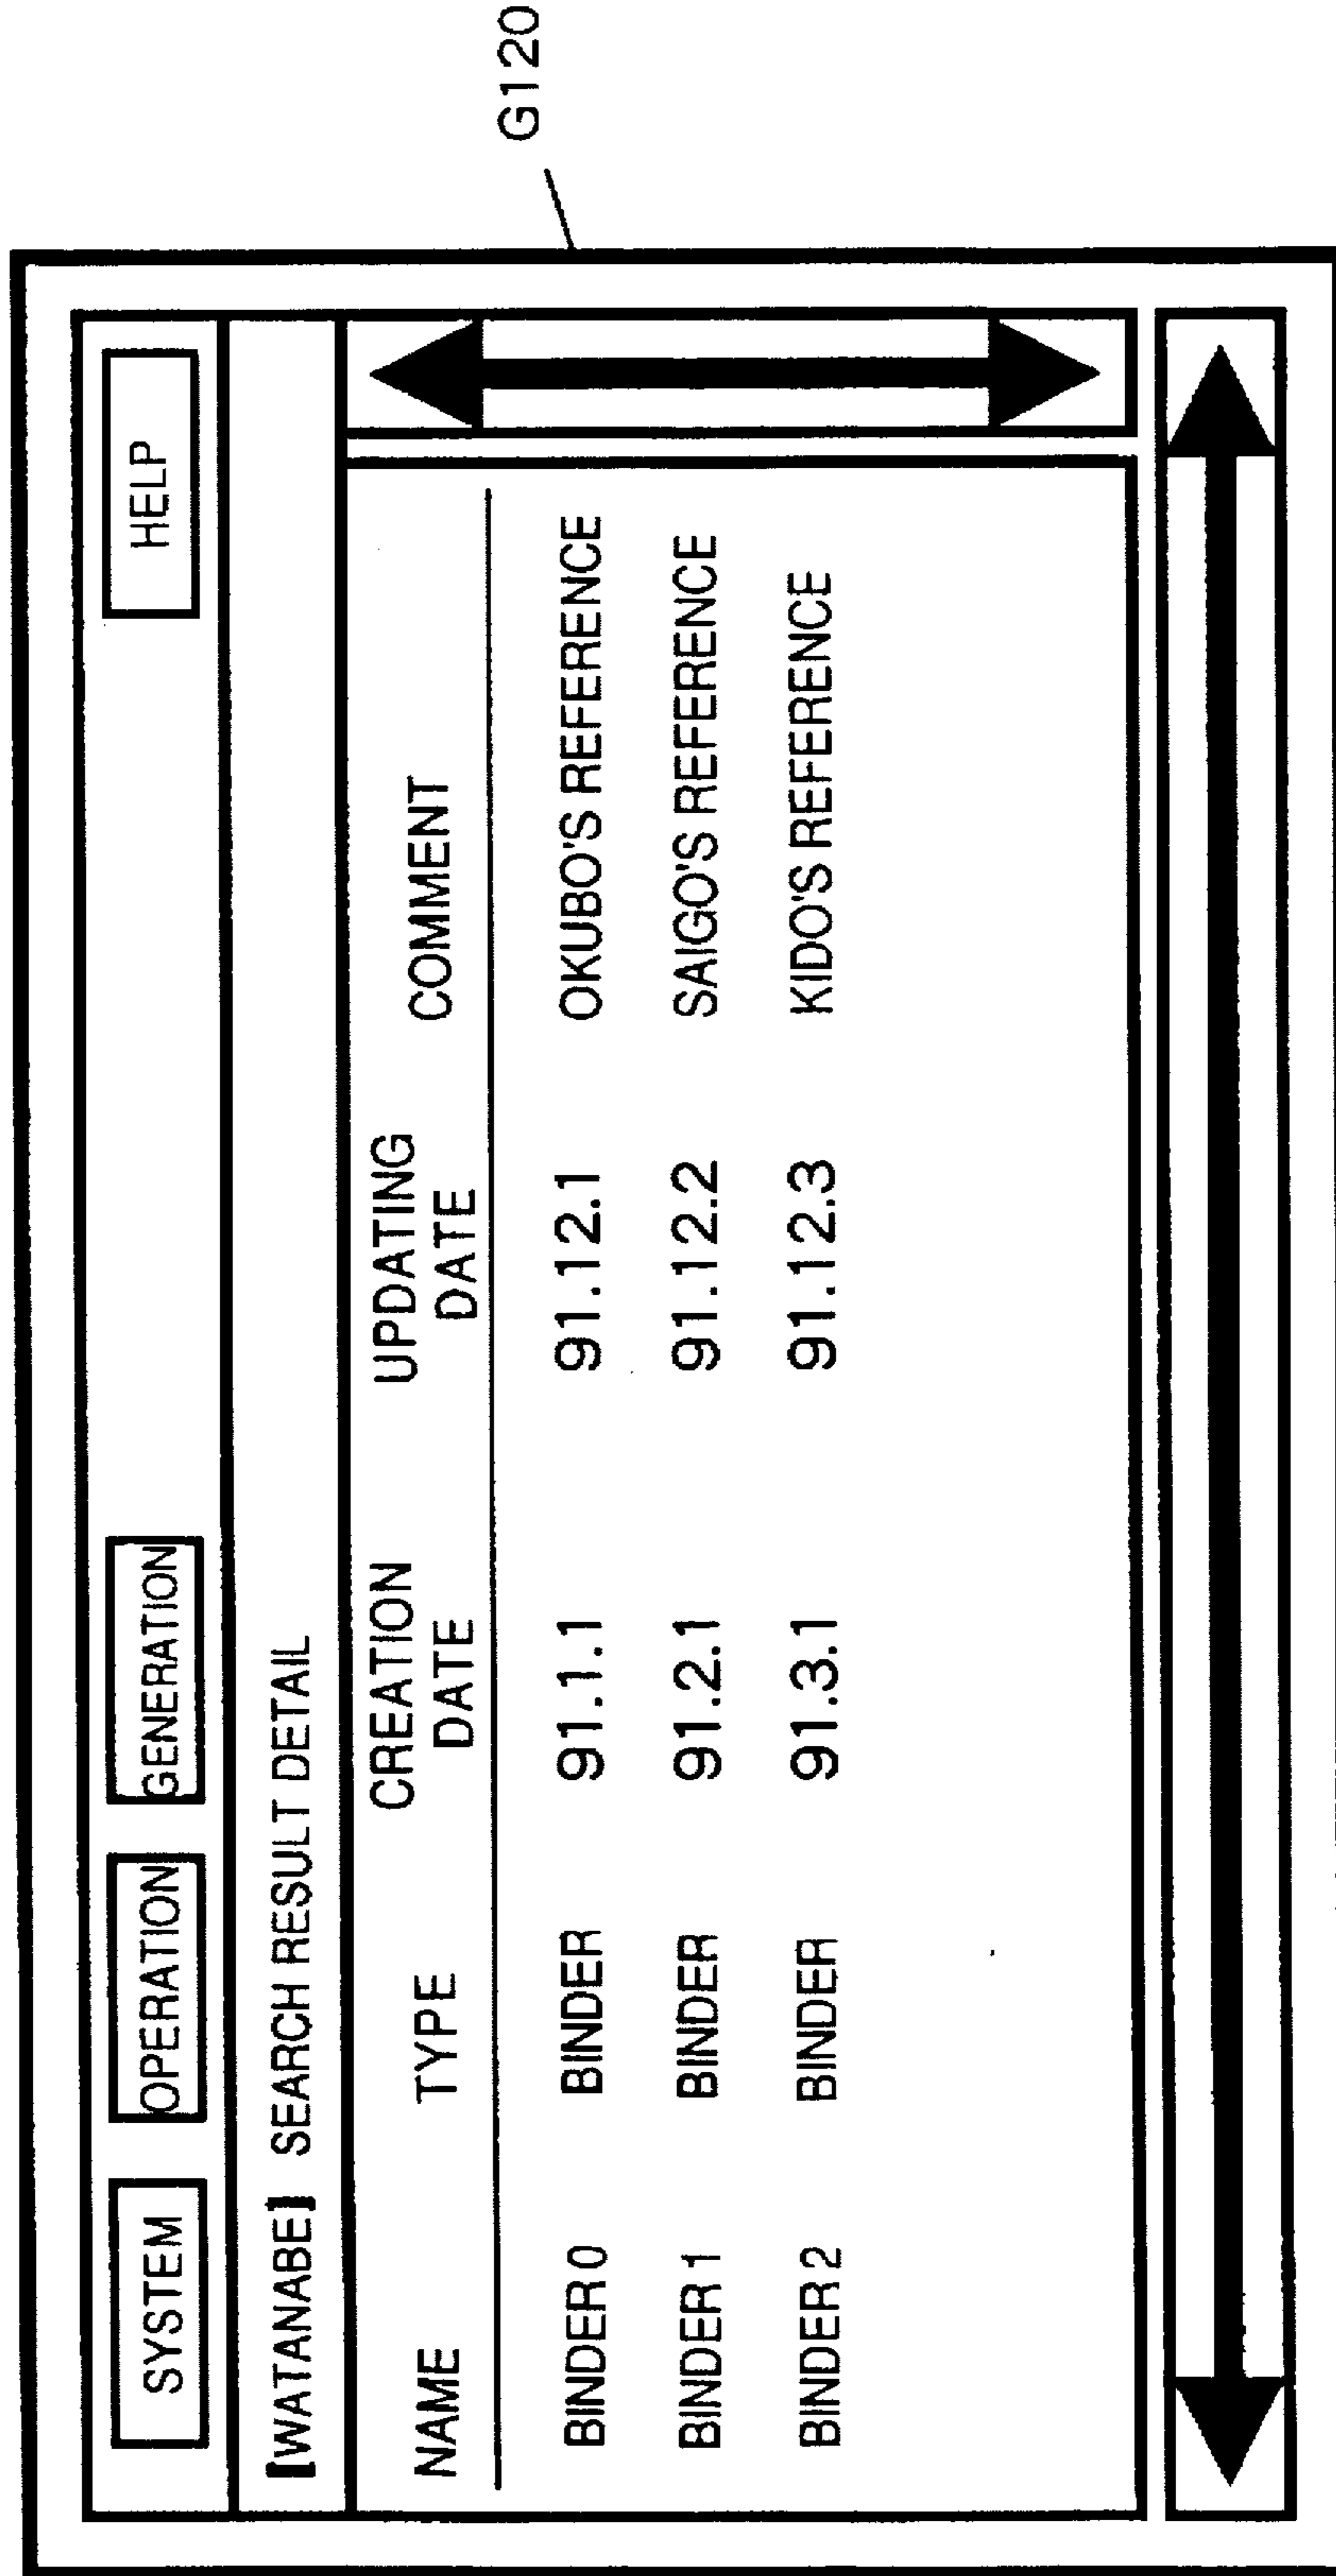 SYSTEM OPERATION GENERATION HELP
[WATANABE] SEARCH RESULT DETAIL
NAME TYPE CREATION DATE UPDATING DATE COMMENT
BINDER 0 BINDER 91.1.1 91.12.1 OKUBO'S REFERENCE
BINDER 1 BINDER 91.2.1 91.12.2 SAIGO'S REFERENCE
BINDER 2 BINDER 91.3.1 91.12.3 KIDO'S REFERENCE
G120